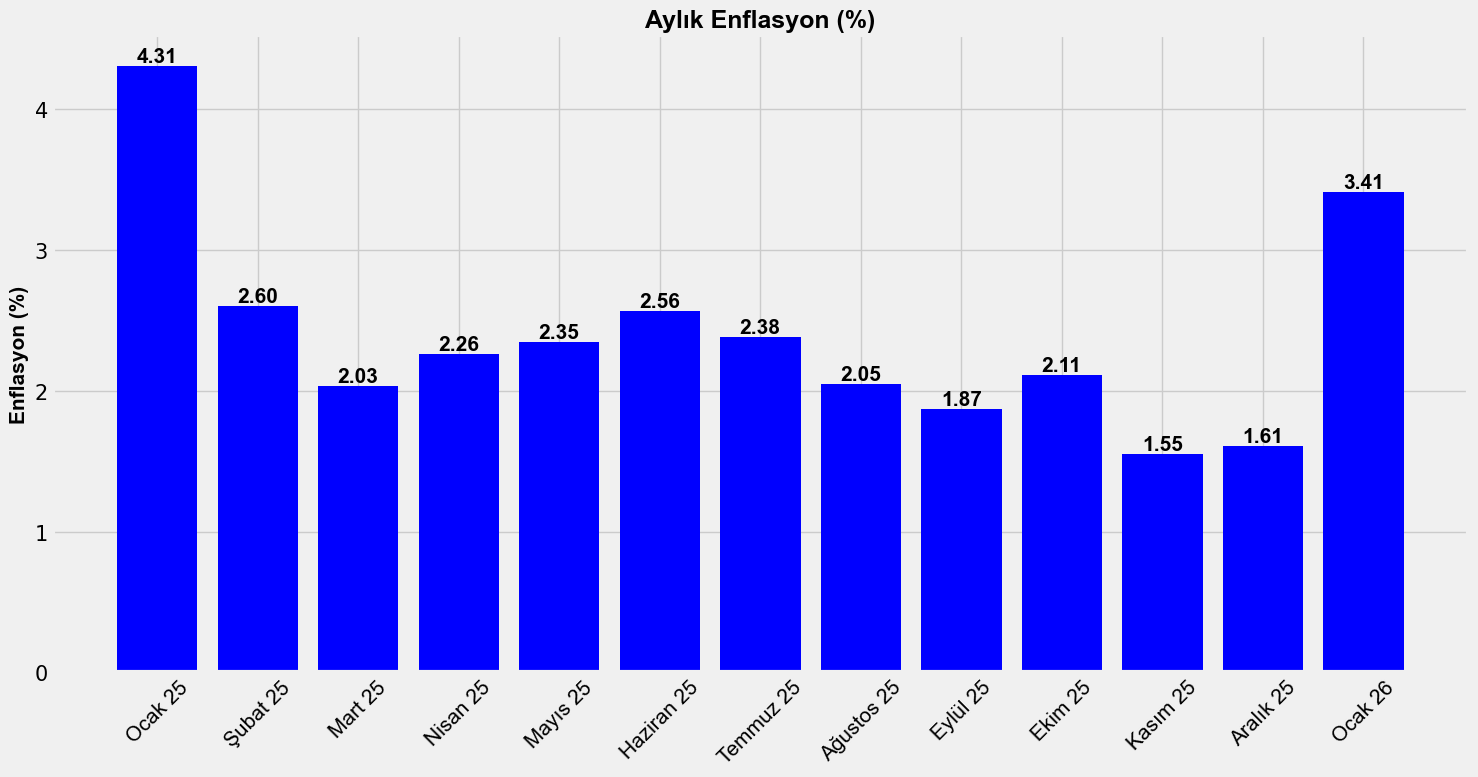 Aylık Enflasyon (%)
Enflasyon (%)
4
3
2
1
0
4.31
2.60
2.03
2.26
2.35
2.56
2.38
2.05
1.87
2.11
1.55
1.61
3.41
Ocak 25
Şubat 25
Mart 25
Nisan 25
Mayıs 25
Haziran 25
Temmuz 25
Ağustos 25
Eylül 25
Ekim 25
Kasım 25
Aralık 25
Ocak 26